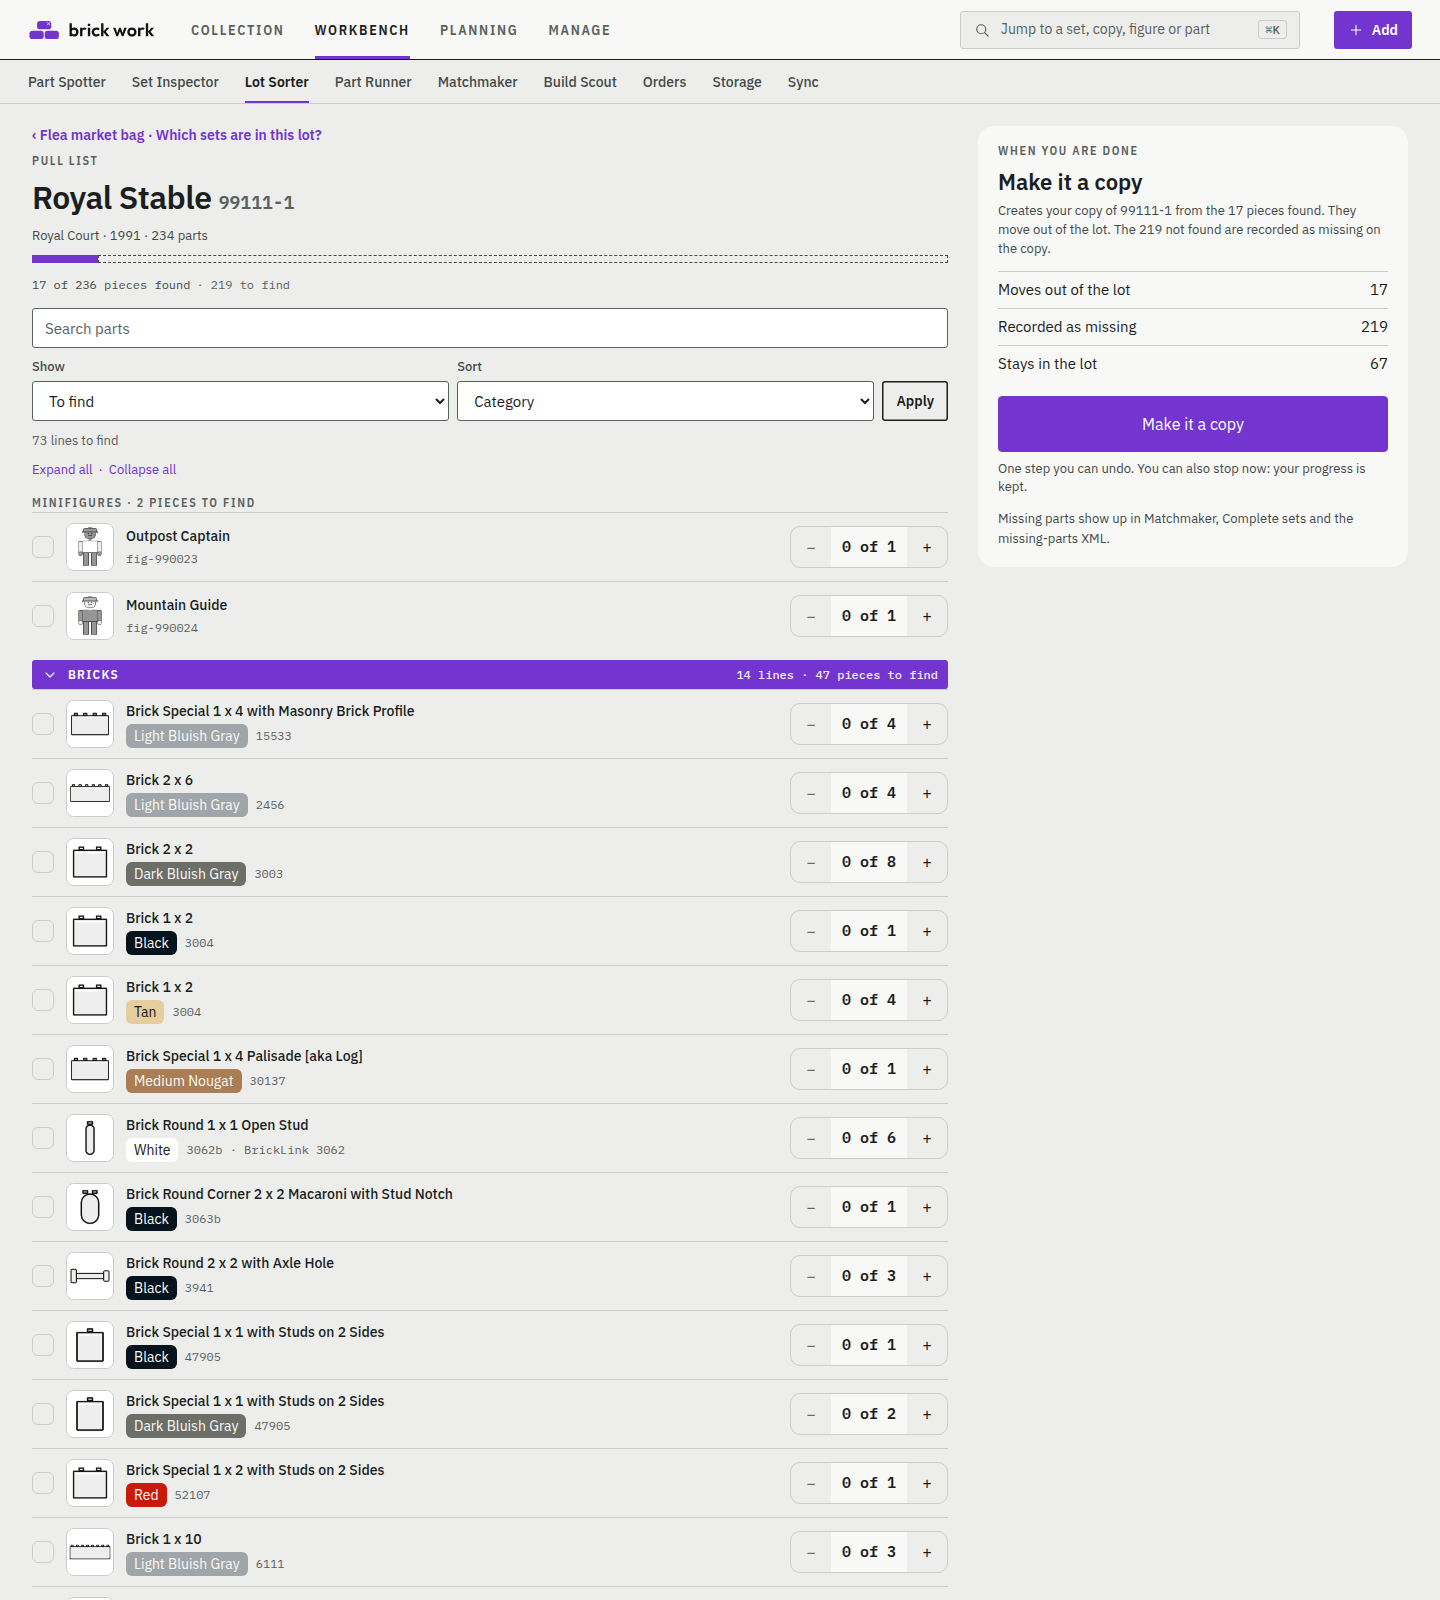 brick work
COLLECTION
WORKBENCH
PLANNING
MANAGE
Jump to a set, copy, figure or part
⌘K
+ Add
Part Spotter
Set Inspector
Lot Sorter
Part Runner
Matchmaker
Build Scout
Orders
Storage
Sync
‹ Flea market bag · Which sets are in this lot?
PULL LIST
Royal Stable 99111-1
Royal Court · 1991 · 234 parts
17 of 236 pieces found · 219 to find
Search parts
Show
Sort
To find
Category
Apply
73 lines to find
Expand all · Collapse all
MINIFIGURES · 2 PIECES TO FIND
Outpost Captain
fig-990023
− 0 of 1 +
Mountain Guide
fig-990024
− 0 of 1 +
BRICKS
14 lines · 47 pieces to find
Brick Special 1 x 4 with Masonry Brick Profile
Light Bluish Gray 15533
− 0 of 4 +
Brick 2 x 6
Light Bluish Gray 2456
− 0 of 4 +
Brick 2 x 2
Dark Bluish Gray 3003
− 0 of 8 +
Brick 1 x 2
Black 3004
− 0 of 1 +
Brick 1 x 2
Tan 3004
− 0 of 4 +
Brick Special 1 x 4 Palisade [aka Log]
Medium Nougat 30137
− 0 of 1 +
Brick Round 1 x 1 Open Stud
White 3062b · BrickLink 3062
− 0 of 6 +
Brick Round Corner 2 x 2 Macaroni with Stud Notch
Black 3063b
− 0 of 1 +
Brick Round 2 x 2 with Axle Hole
Black 3941
− 0 of 3 +
Brick Special 1 x 1 with Studs on 2 Sides
Black 47905
− 0 of 1 +
Brick Special 1 x 1 with Studs on 2 Sides
Dark Bluish Gray 47905
− 0 of 2 +
Brick Special 1 x 2 with Studs on 2 Sides
Red 52107
− 0 of 1 +
Brick 1 x 10
Light Bluish Gray 6111
− 0 of 3 +
WHEN YOU ARE DONE
Make it a copy
Creates your copy of 99111-1 from the 17 pieces found. They
move out of the lot. The 219 not found are recorded as missing on
the copy.
Moves out of the lot 17
Recorded as missing 219
Stays in the lot 67
Make it a copy
One step you can undo. You can also stop now: your progress is
kept.
Missing parts show up in Matchmaker, Complete sets and the
missing-parts XML.